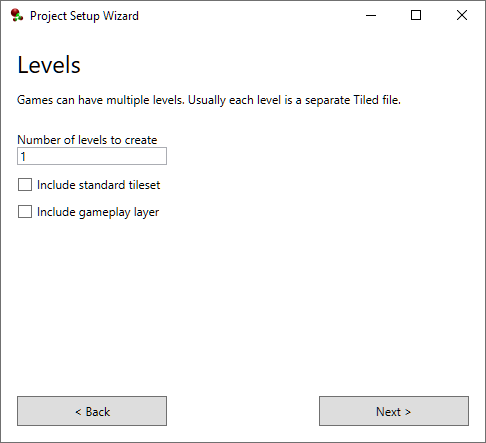 Project Setup Wizard
Levels
Games can have multiple levels. Usually each level is a separate Tiled file.
Number of levels to create
1
Include standard tileset
Include gameplay layer
< Back
Next >